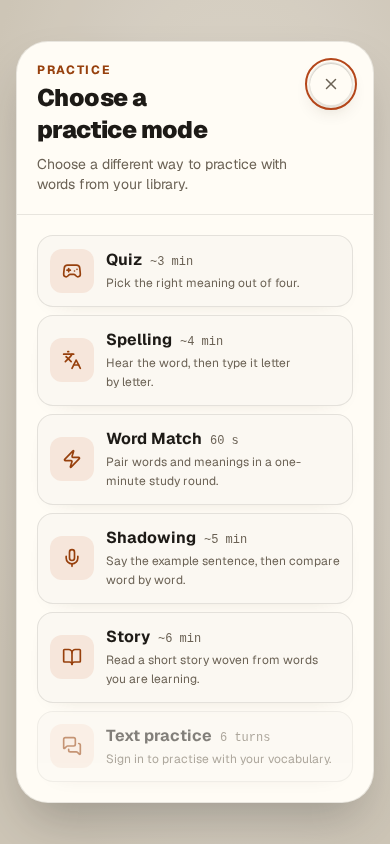 PRACTICE
Choose a
practice mode
Choose a different way to practice with
words from your library.
Quiz ~3 min
Pick the right meaning out of four.
Spelling ~4 min
Hear the word, then type it letter
by letter.
Word Match 60 s
Pair words and meanings in a one-
minute study round.
Shadowing ~5 min
Say the example sentence, then compare
word by word.
Story ~6 min
Read a short story woven from words
you are learning.
Text practice 6 turns
Sign in to practise with your vocabulary.